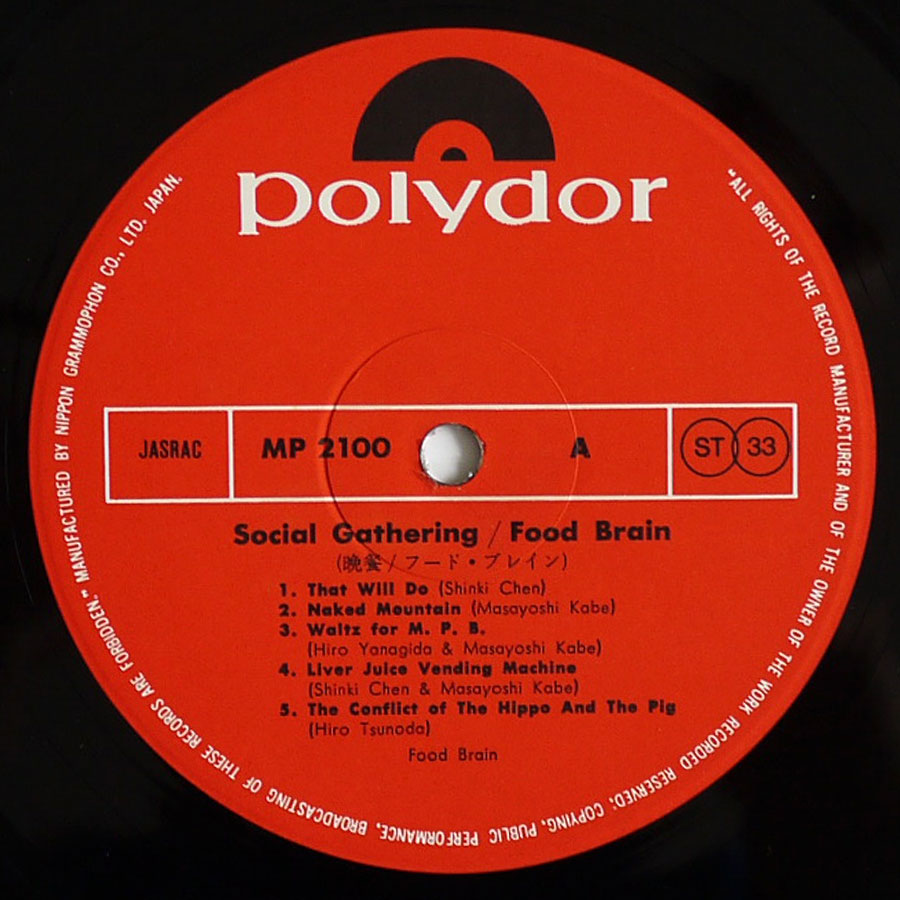 polydor
JASRAC
MP 2100
A
ST 33
Social Gathering / Food Brain
(晩餐/フード・ブレイン)
1. That Will Do (Shinki Chen)
2. Naked Mountain (Masayoshi Kabe)
3. Waltz for M. P. B.
(Hiro Yanagida & Masayoshi Kabe)
4. Liver Juice Vending Machine
(Shinki Chen & Masayoshi Kabe)
5. The Conflict of The Hippo And The Pig
(Hiro Tsunoda)
Food Brain
"ALL RIGHTS OF THE RECORD MANUFACTURER AND OF THE OWNER OF THE WORK RECORDED RESERVED; COPYING, PUBLIC PERFORMANCE, BROADCASTING OF THESE RECORDS ARE FORBIDDEN." MANUFACTURED BY NIPPON GRAMMOPHON CO., LTD. JAPAN.